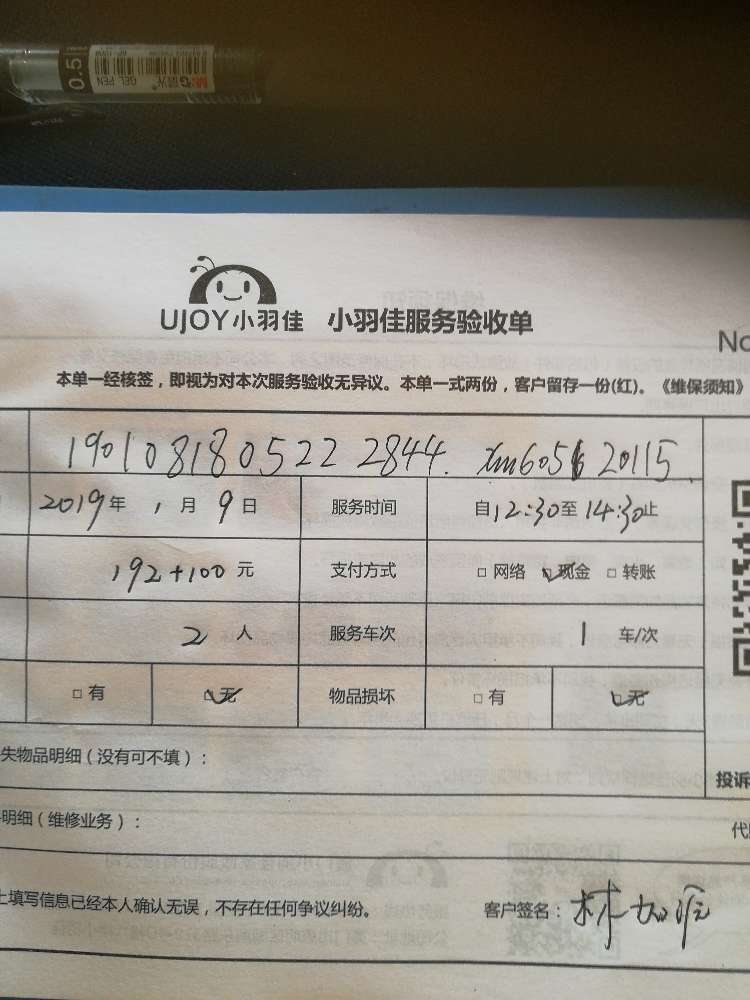 0.5
M&G 晨光
GEL PEN
UJOY小羽佳 小羽佳服务验收单
No
本单一经核签，即视为对本次服务验收无异议。本单一式两份，客户留存一份(红)。《维保须知》
190108180522 2844.
20115
2019年 1月 9日 服务时间 自12:30至14:30止
192+100元 支付方式 □ 网络 □ 现金 □ 转账
2人 服务车次 1 车/次
□ 有 □ 无 物品损坏 □ 有 □ 无
失物品明细（没有可不填）：
投诉
明细（维修业务）：
上填写信息已经本人确认无误，不存在任何争议纠纷。 客户签名：林